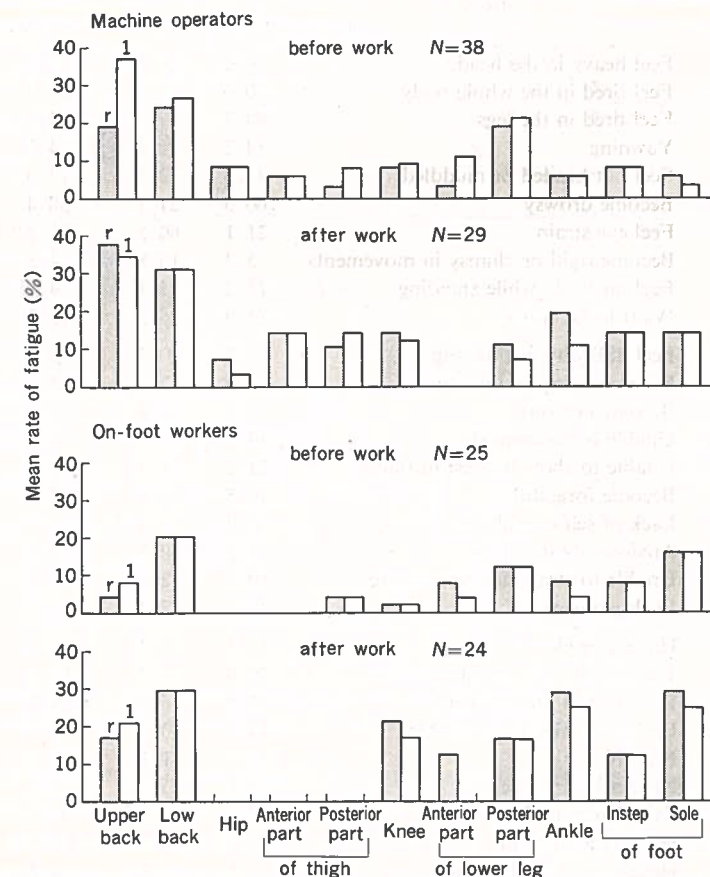 Machine operators
before work N=38
40
30
20
10
0
r l
after work N=29
40
30
20
10
0
r l
Mean rate of fatigue (%)
On-foot workers
before work N=25
40
30
20
10
0
r l
after work N=24
40
30
20
10
0
r l
Upper back
Low back
Hip
Anterior part
Posterior part
of thigh
Knee
Anterior part
Posterior part
of lower leg
Ankle
Instep
Sole
of foot